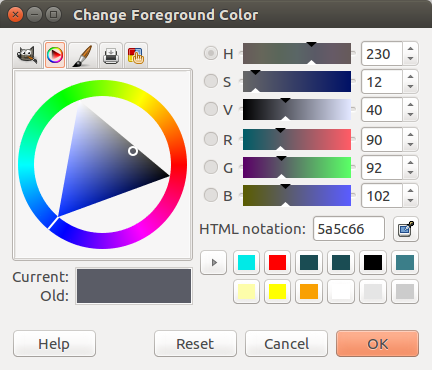 Change Foreground Color
H 230
S 12
V 40
R 90
G 92
B 102
HTML notation: 5a5c66
Current:
Old:
Help Reset Cancel OK